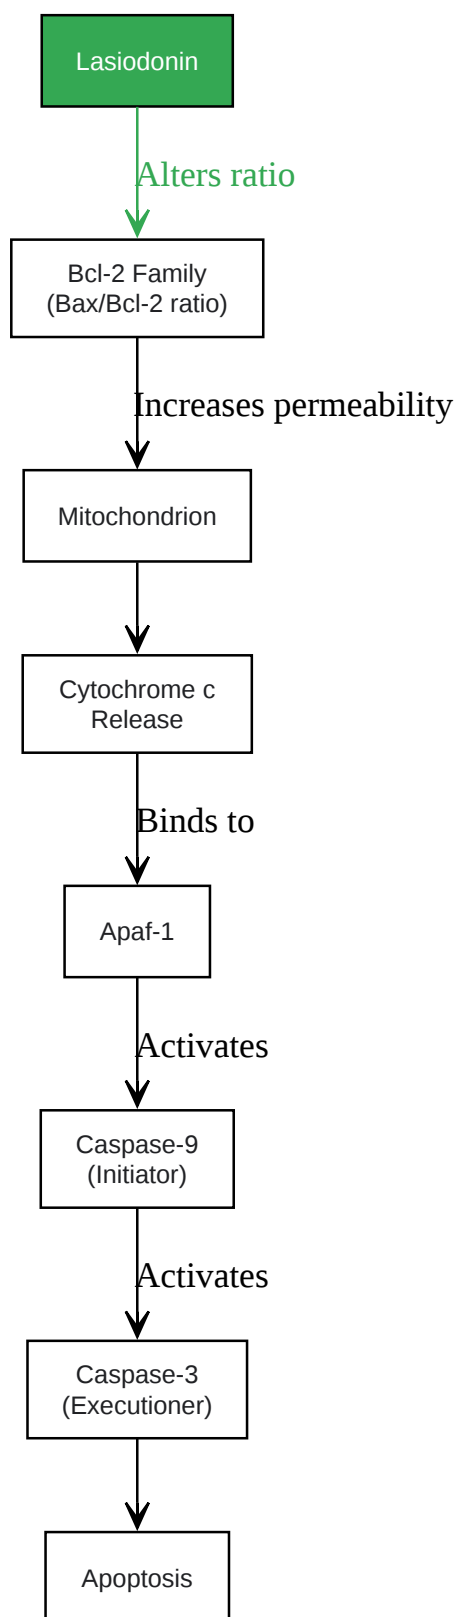 Lasiodonin
Alters ratio
Bcl-2 Family
(Bax/Bcl-2 ratio)
Increases permeability
Mitochondrion
Cytochrome c
Release
Binds to
Apaf-1
Activates
Caspase-9
(Initiator)
Activates
Caspase-3
(Executioner)
Apoptosis